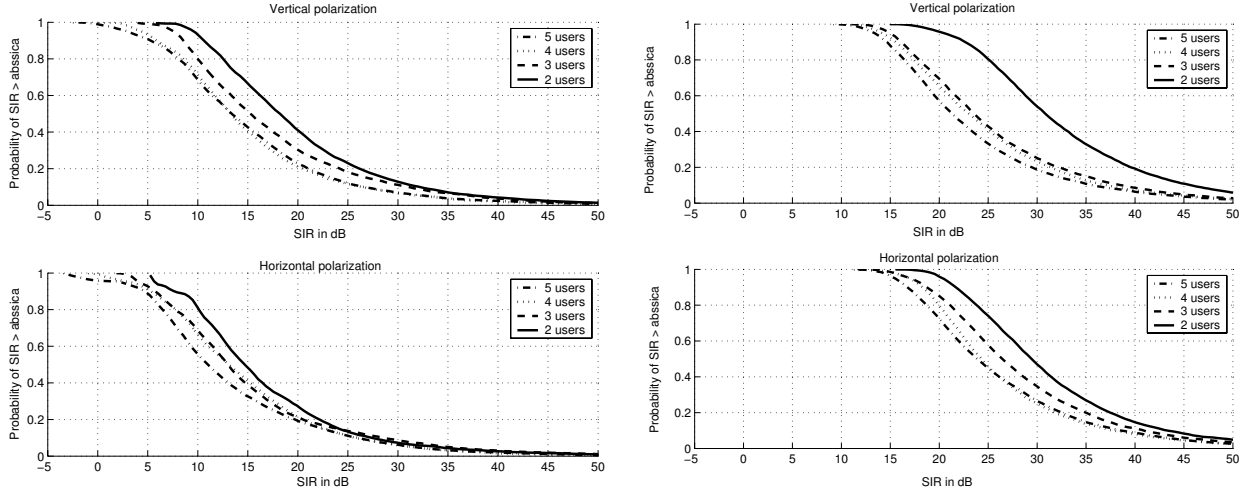 Vertical polarization
1
0.8
0.6
0.4
0.2
0
Probability of SIR > abssica
-5 0 5 10 15 20 25 30 35 40 45 50
SIR in dB
5 users
4 users
3 users
2 users
Vertical polarization
1
0.8
0.6
0.4
0.2
0
Probability of SIR > abssica
-5 0 5 10 15 20 25 30 35 40 45 50
SIR in dB
5 users
4 users
3 users
2 users
Horizontal polarization
1
0.8
0.6
0.4
0.2
0
Probability of SIR > abssica
-5 0 5 10 15 20 25 30 35 40 45 50
SIR in dB
5 users
4 users
3 users
2 users
Horizontal polarization
1
0.8
0.6
0.4
0.2
0
Probability of SIR > abssica
-5 0 5 10 15 20 25 30 35 40 45 50
SIR in dB
5 users
4 users
3 users
2 users